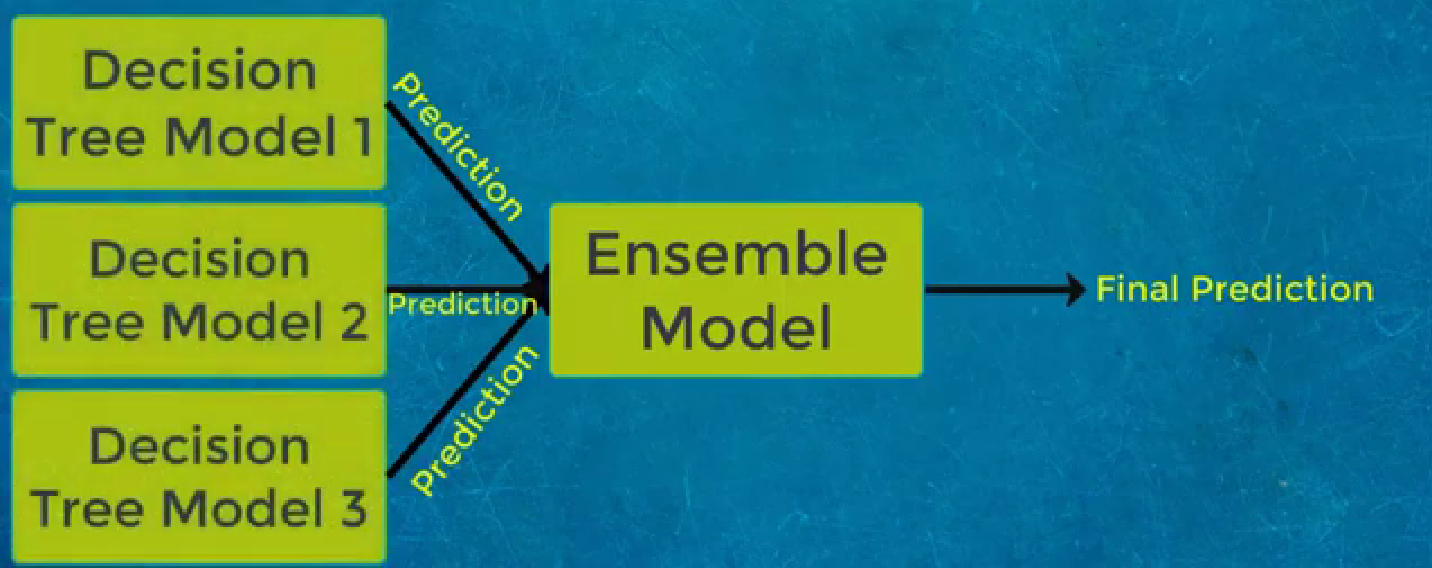 Decision
Tree Model 1
Prediction
Decision
Tree Model 2
Prediction
Decision
Tree Model 3
Prediction
Ensemble
Model
Final Prediction